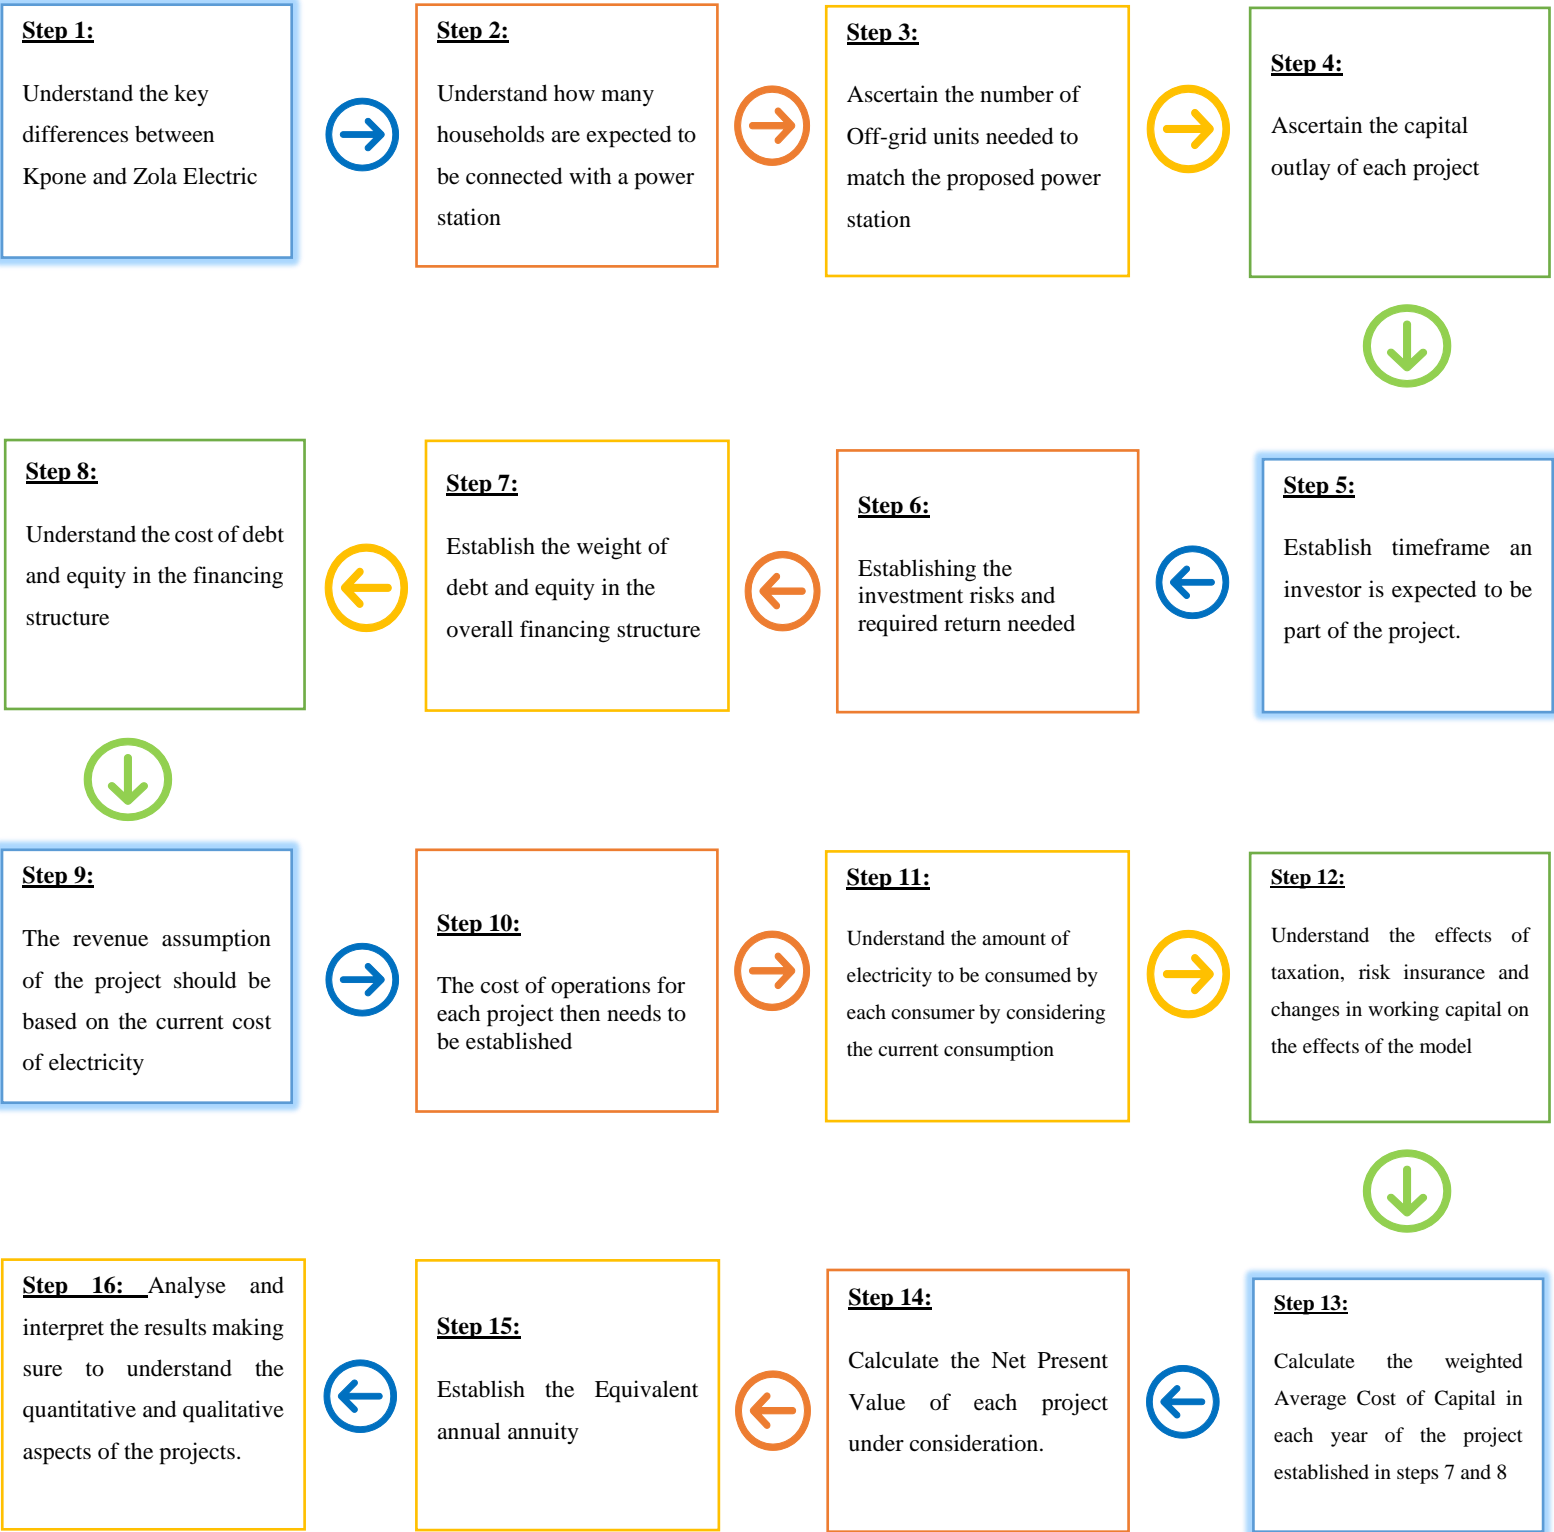 Step 1:
Understand the key
differences between
Kpone and Zola Electric
Step 2:
Understand how many
households are expected to
be connected with a power
station
Step 3:
Ascertain the number of
Off-grid units needed to
match the proposed power
station
Step 4:
Ascertain the capital
outlay of each project
Step 5:
Establish timeframe an
investor is expected to be
part of the project.
Step 6:
Establishing the
investment risks and
required return needed
Step 7:
Establish the weight of
debt and equity in the
overall financing structure
Step 8:
Understand the cost of debt
and equity in the financing
structure
Step 9:
The revenue assumption
of the project should be
based on the current cost
of electricity
Step 10:
The cost of operations for
each project then needs to
be established
Step 11:
Understand the amount of
electricity to be consumed by
each consumer by considering
the current consumption
Step 12:
Understand the effects of
taxation, risk insurance and
changes in working capital on
the effects of the model
Step 13:
Calculate the weighted
Average Cost of Capital in
each year of the project
established in steps 7 and 8
Step 14:
Calculate the Net Present
Value of each project
under consideration.
Step 15:
Establish the Equivalent
annual annuity
Step 16: Analyse and
interpret the results making
sure to understand the
quantitative and qualitative
aspects of the projects.